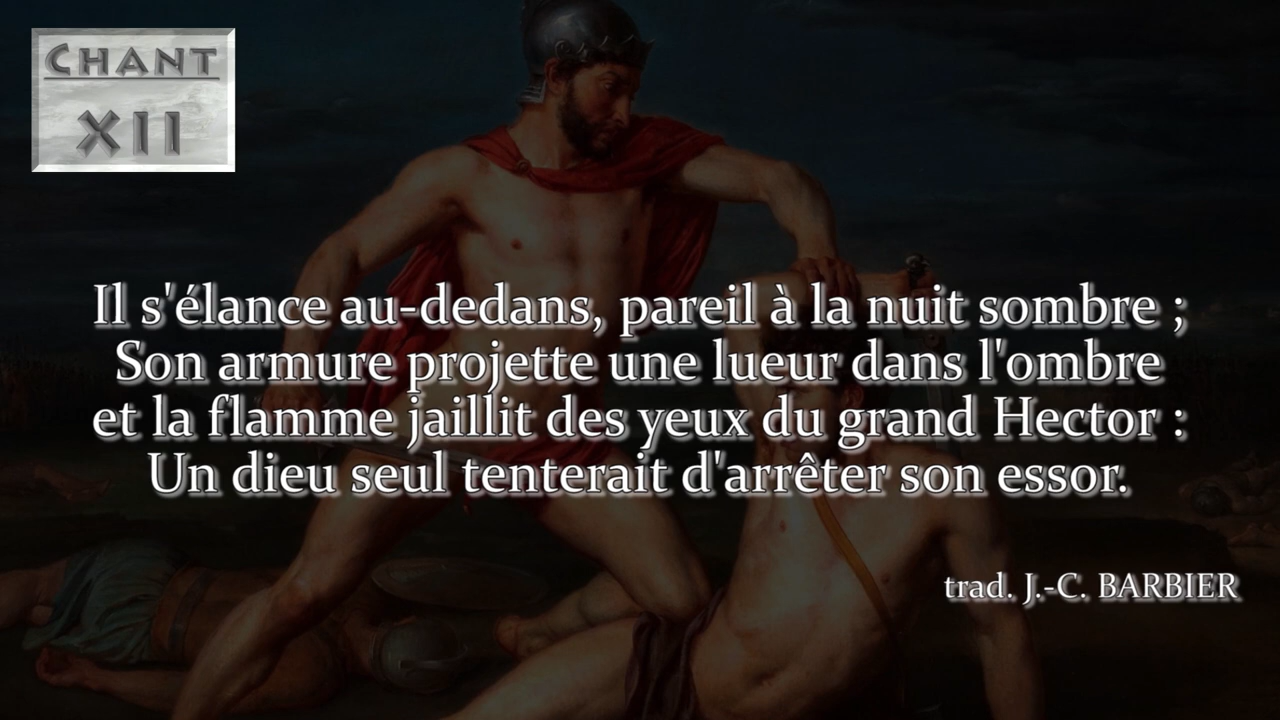 CHANT
XII
Il s'élance au-dedans, pareil à la nuit sombre ;
Son armure projette une lueur dans l'ombre
et la flamme jaillit des yeux du grand Hector :
Un dieu seul tenterait d'arrêter son essor.
trad. J.-C. BARBIER